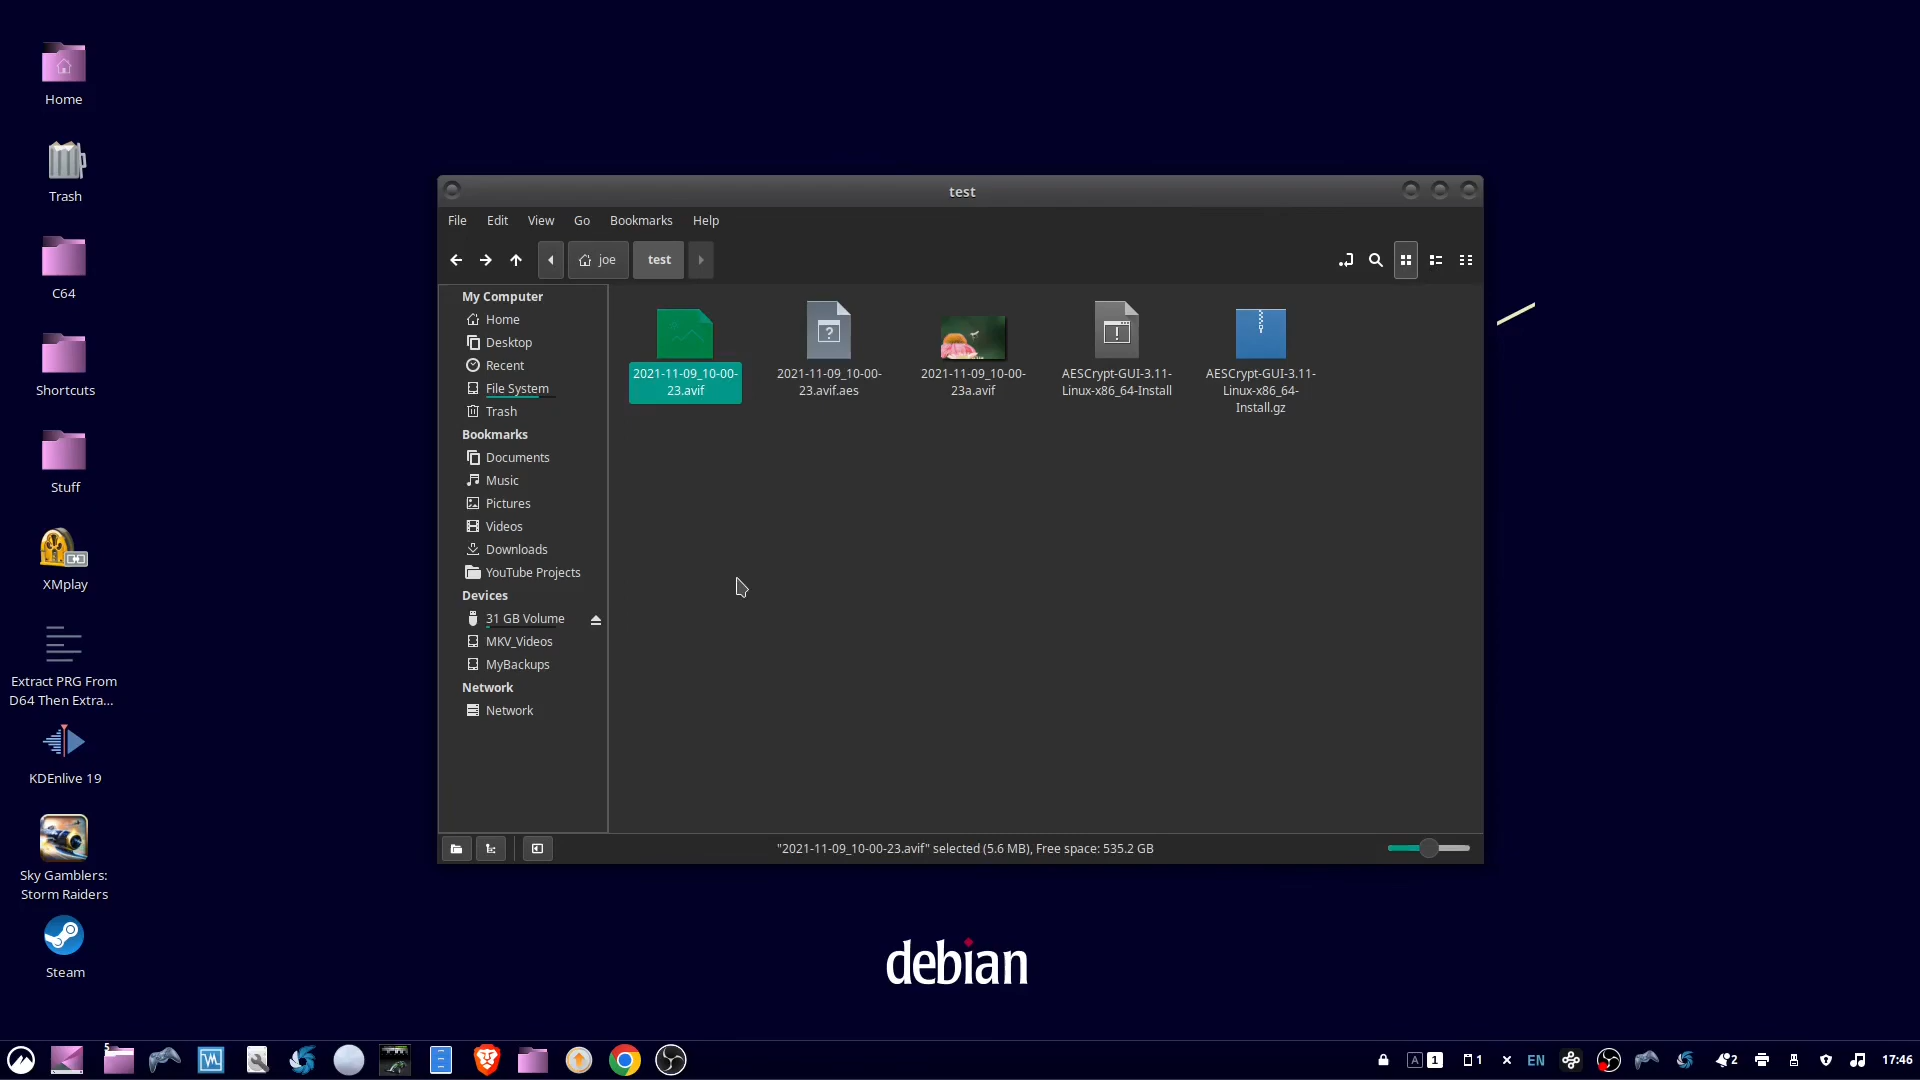 Home
Trash
C64
Shortcuts
Stuff
XMplay
Extract PRG From
D64 Then Extra...
KDEnlive 19
Sky Gamblers:
Storm Raiders
Steam
test
File Edit View Go Bookmarks Help
joe test
My Computer
Home
Desktop
Recent
File System
Trash
Bookmarks
Documents
Music
Pictures
Videos
Downloads
YouTube Projects
Devices
31 GB Volume
MKV_Videos
MyBackups
Network
Network
2021-11-09_10-00-
23.avif
2021-11-09_10-00-
23.avif.aes
2021-11-09_10-00-
23a.avif
AESCrypt-GUI-3.11-
Linux-x86_64-Install
AESCrypt-GUI-3.11-
Linux-x86_64-
Install.gz
"2021-11-09_10-00-23.avif" selected (5.6 MB), Free space: 535.2 GB
debian
5
A 1 1 EN 2 17:46